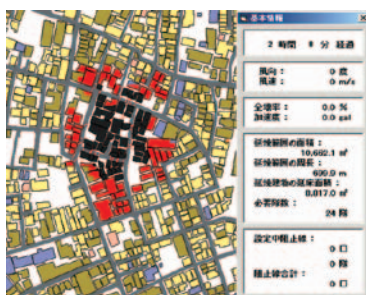 基本情報
2 時間 0 分 経過
風向： 0 度
風速： 0 m/s
全壊率： 0.0 %
加速度： 0.0 gal
延焼範囲の面積：
10,662.1 ㎡
延焼範囲の周長：
699.9 m
延焼建物の延床面積：
8,017.0 ㎡
必要隊数：
24 隊
設定中阻止線：
0 口
0 隊
阻止線合計：
0 口
0 隊